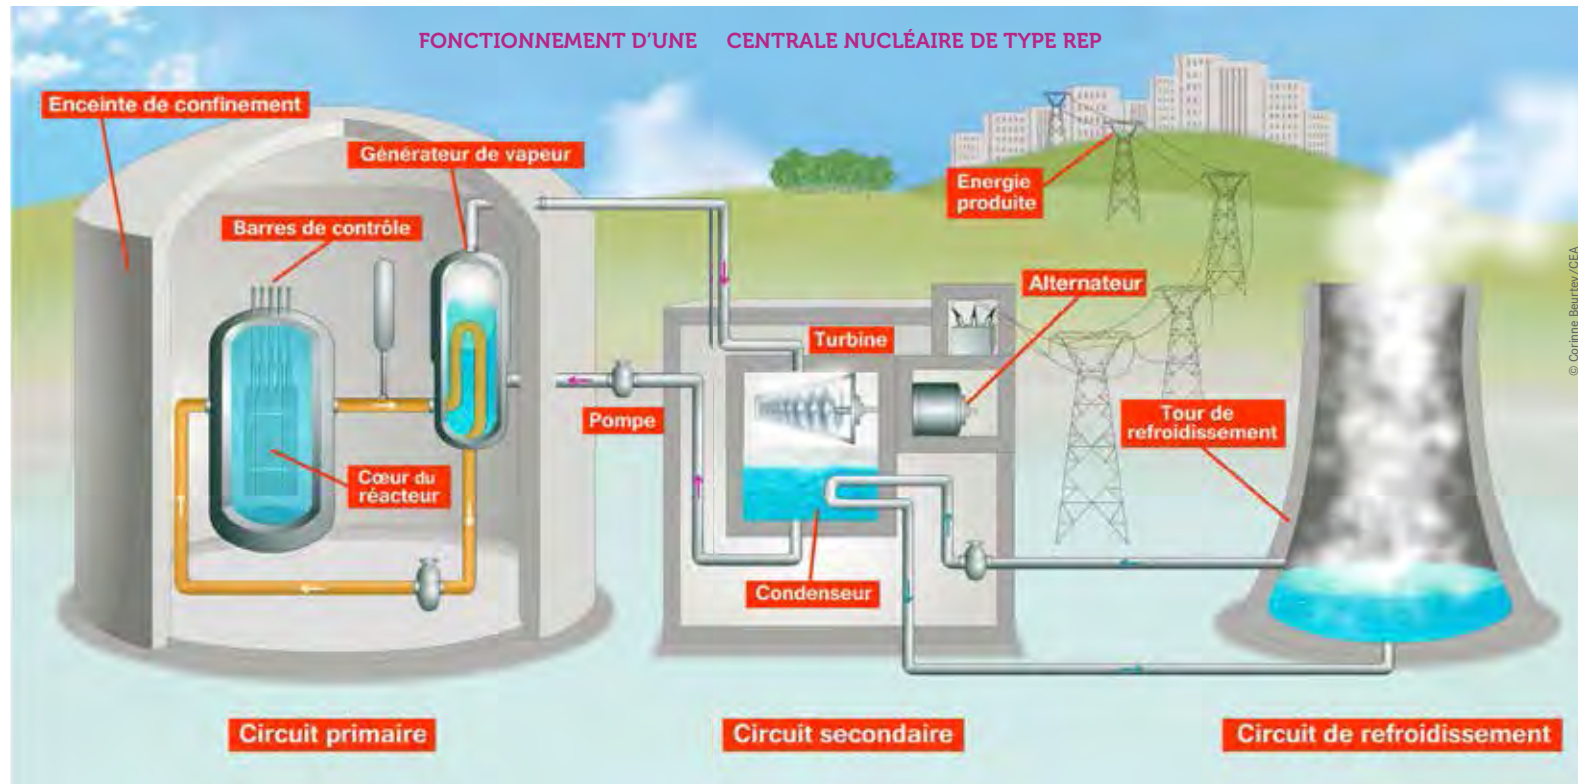 FONCTIONNEMENT D'UNE CENTRALE NUCLÉAIRE DE TYPE REP
Enceinte de confinement
Générateur de vapeur
Barres de contrôle
Energie
produite
Alternateur
Turbine
Pompe
Tour de
refroidissement
Cœur du
réacteur
Condenseur
Circuit primaire
Circuit secondaire
Circuit de refroidissement
© Corinne Beurtey/CEA